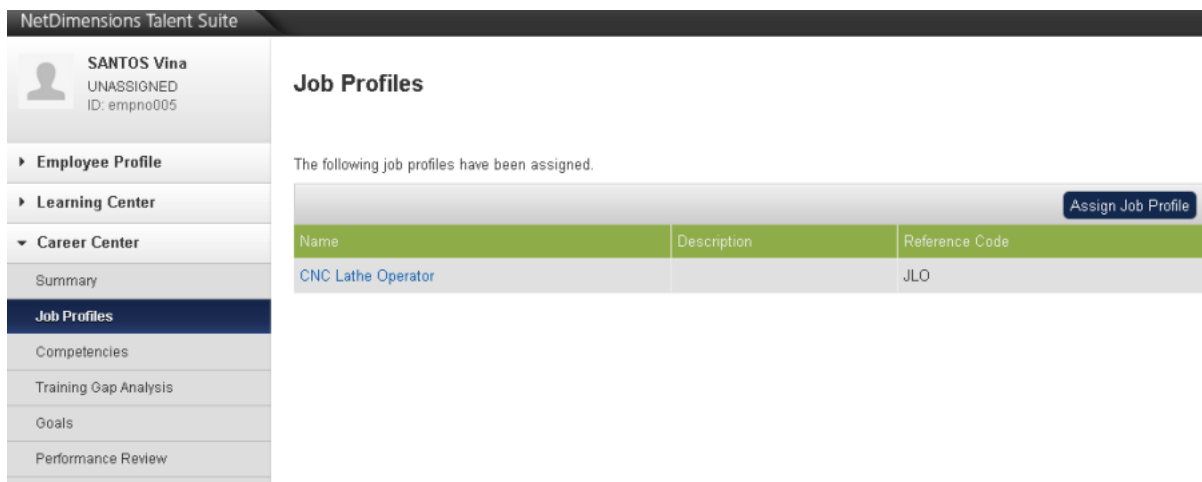 NetDimensions Talent Suite
SANTOS Vina
UNASSIGNED
ID: empno005
Employee Profile
Learning Center
Career Center
Summary
Job Profiles
Competencies
Training Gap Analysis
Goals
Performance Review
Job Profiles
The following job profiles have been assigned.
Assign Job Profile
Name Description Reference Code
CNC Lathe Operator JLO